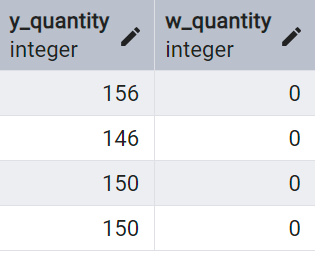 y_quantity w_quantity
integer integer
156 0
146 0
150 0
150 0